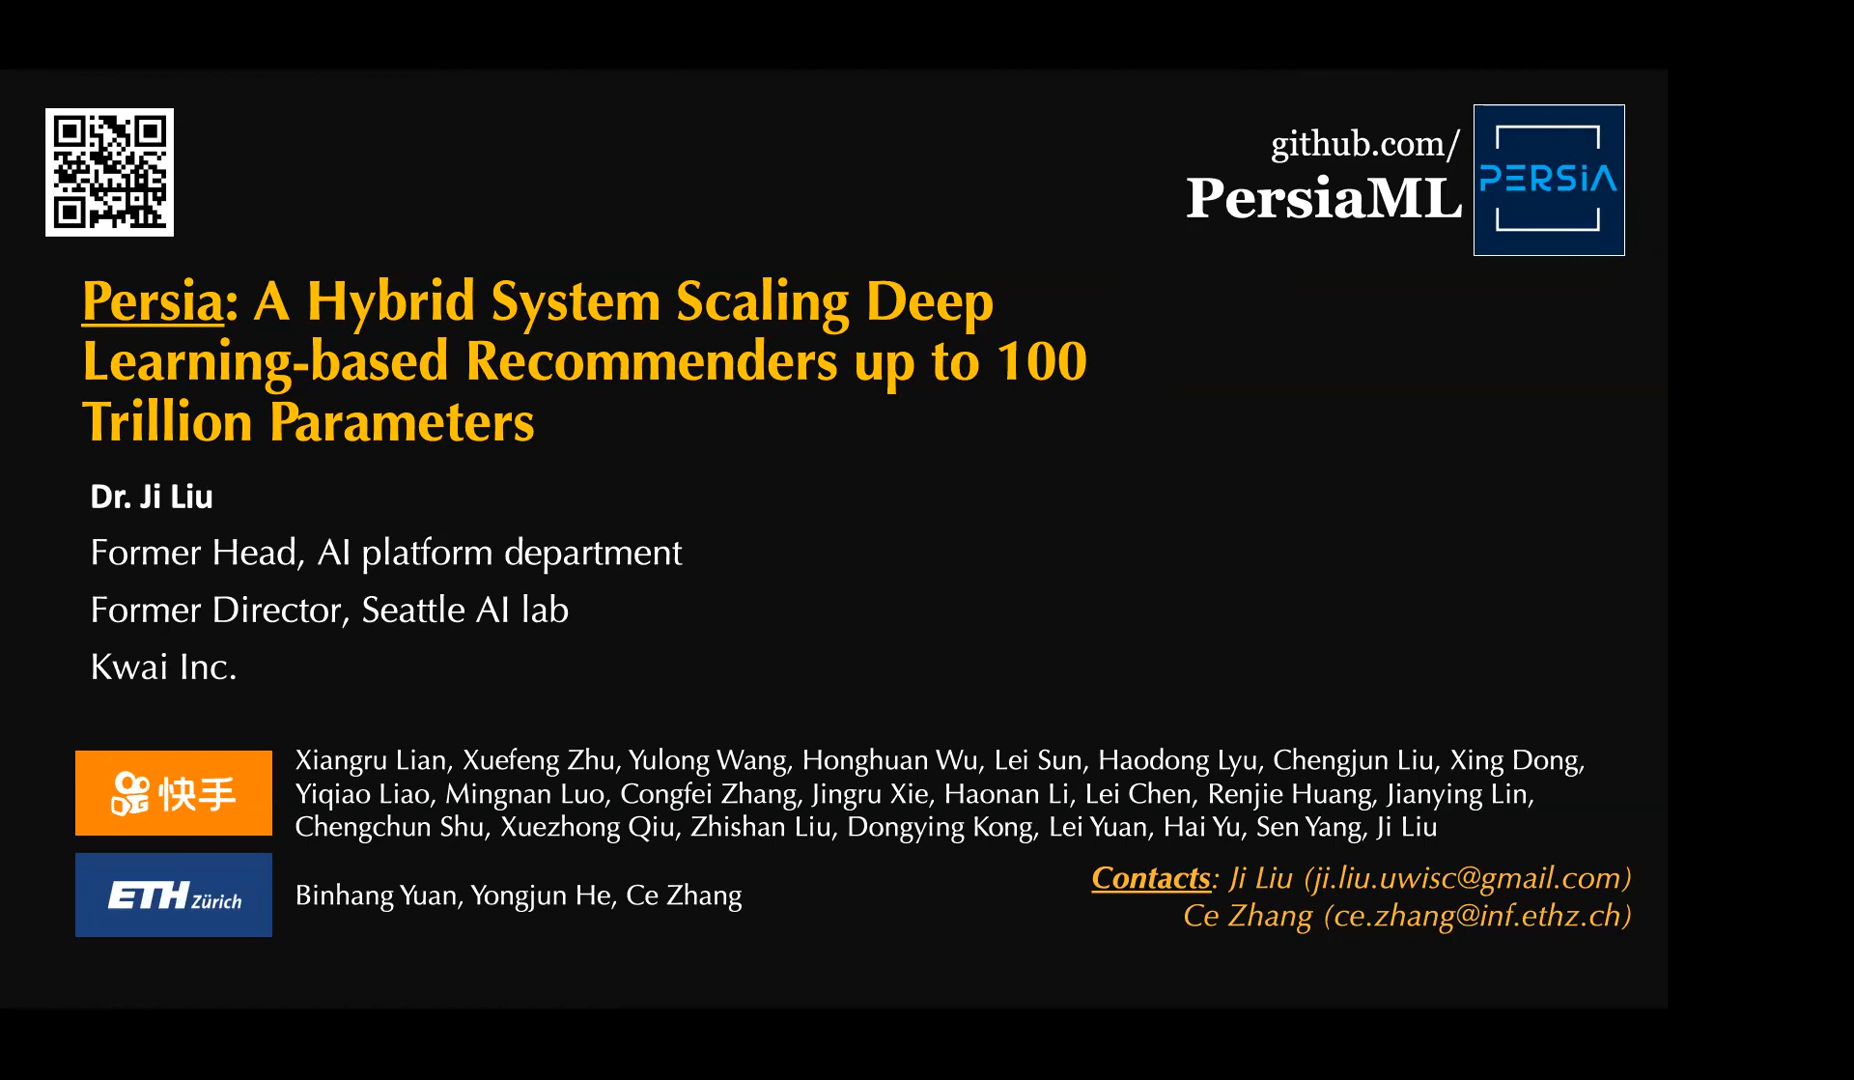 github.com/
PersiaML
PERSiA
Persia: A Hybrid System Scaling Deep
Learning-based Recommenders up to 100
Trillion Parameters
Dr. Ji Liu
Former Head, AI platform department
Former Director, Seattle AI lab
Kwai Inc.
快手
Xiangru Lian, Xuefeng Zhu, Yulong Wang, Honghuan Wu, Lei Sun, Haodong Lyu, Chengjun Liu, Xing Dong,
Yiqiao Liao, Mingnan Luo, Congfei Zhang, Jingru Xie, Haonan Li, Lei Chen, Renjie Huang, Jianying Lin,
Chengchun Shu, Xuezhong Qiu, Zhishan Liu, Dongying Kong, Lei Yuan, Hai Yu, Sen Yang, Ji Liu
ETH Zürich
Binhang Yuan, Yongjun He, Ce Zhang
Contacts: Ji Liu (ji.liu.uwisc@gmail.com)
Ce Zhang (ce.zhang@inf.ethz.ch)